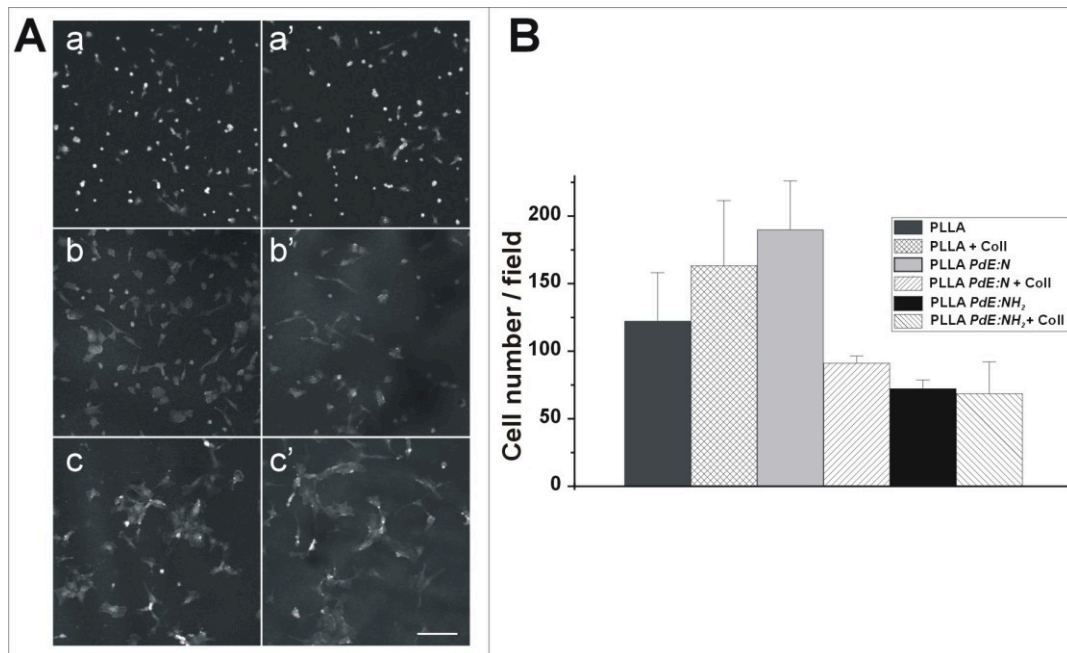 A
a
a'
b
b'
c
c'
B
Cell number / field
200
150
100
50
0
PLLA
PLLA + Coll
PLLA PdE:N
PLLA PdE:N + Coll
PLLA PdE:NH₂
PLLA PdE:NH₂ + Coll